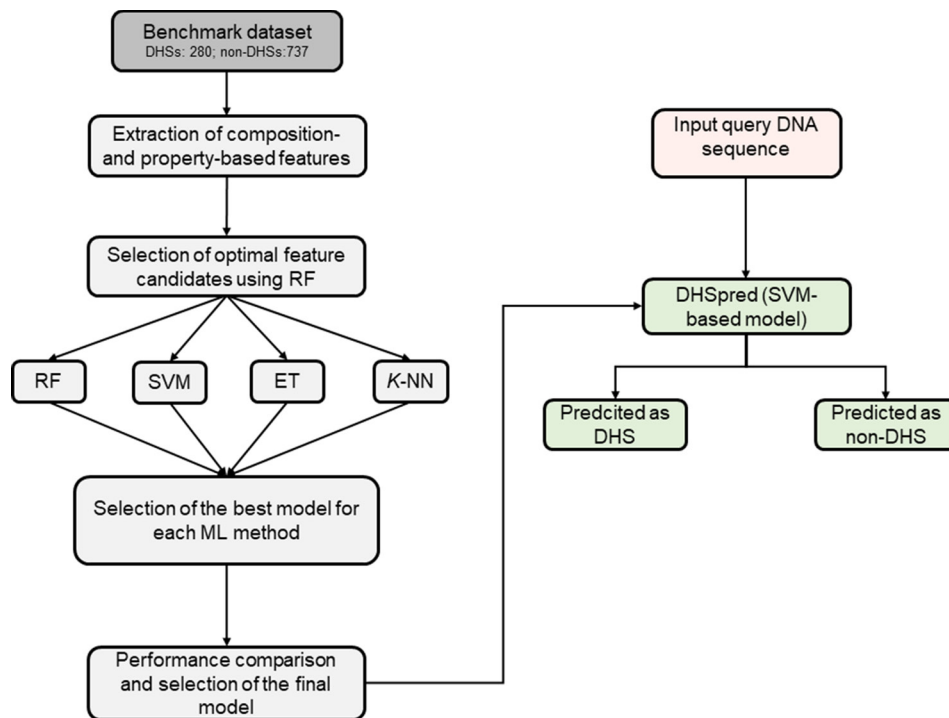 Benchmark dataset
DHSs: 280; non-DHSs:737
Extraction of composition-
and property-based features
Selection of optimal feature
candidates using RF
RF
SVM
ET
K-NN
Selection of the best model for
each ML method
Performance comparison
and selection of the final
model
Input query DNA
sequence
DHSpred (SVM-
based model)
Predcited as
DHS
Predicted as
non-DHS